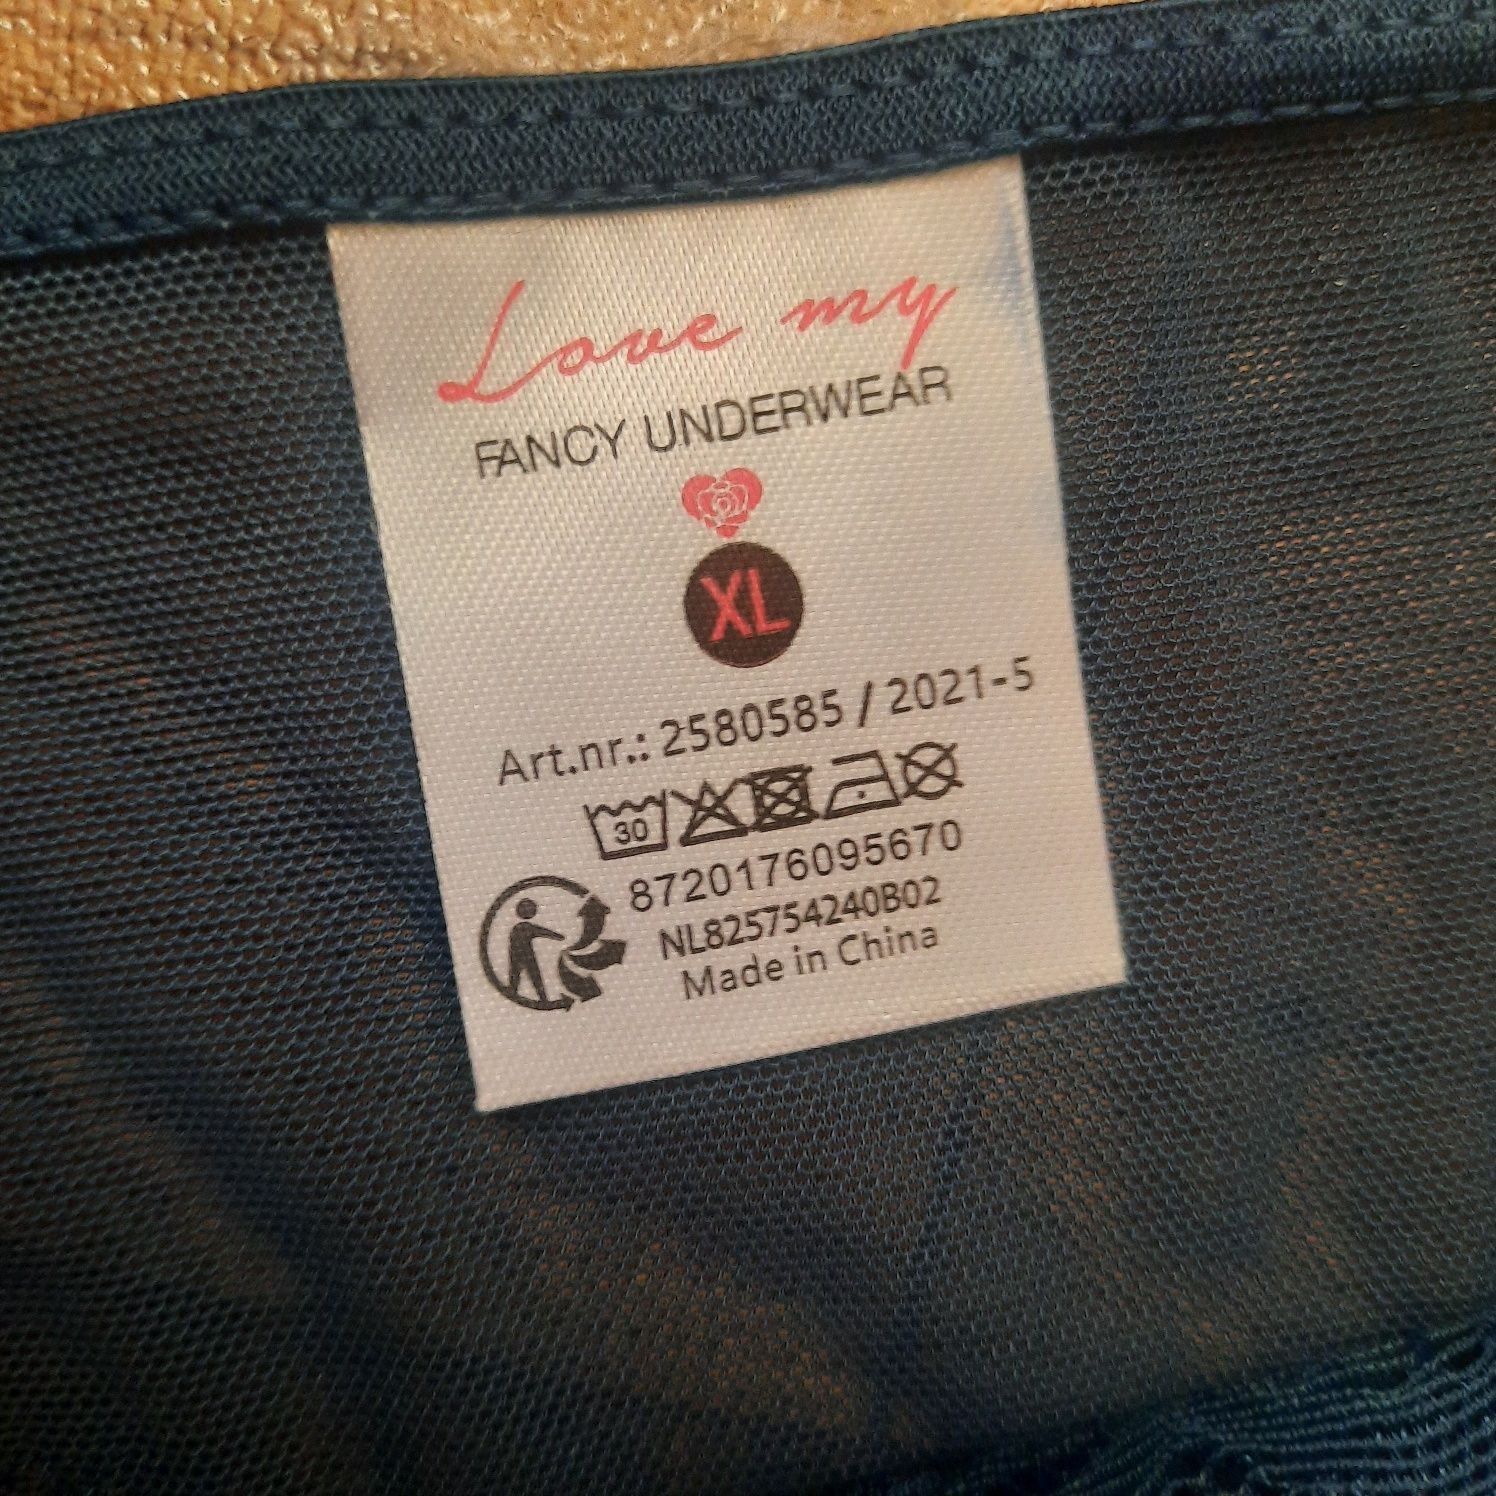 Love my
FANCY UNDERWEAR
XL
Art.nr.: 2580585 / 2021-5
30
8720176095670
NL825754240B02
Made in China